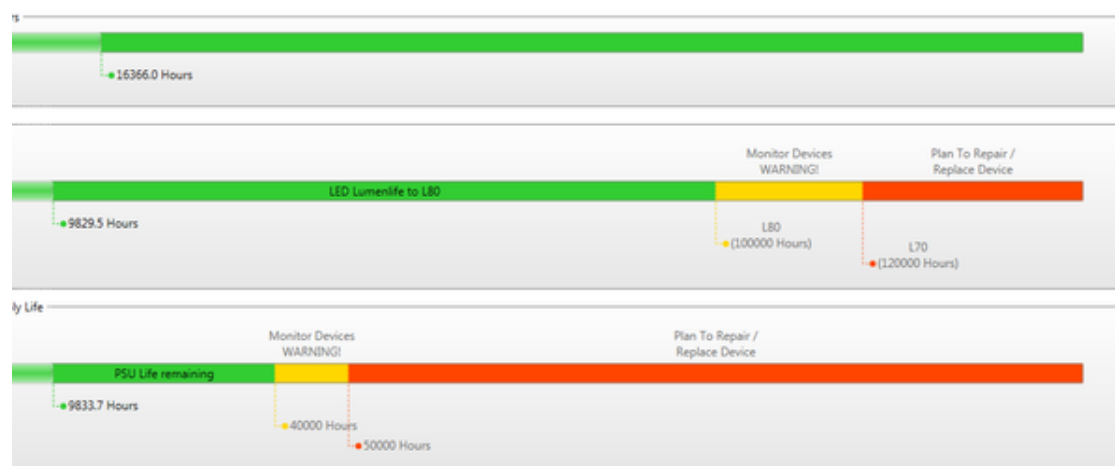 16366.0 Hours
Monitor Devices
WARNING!
Plan To Repair /
Replace Device
LED Lumenlife to L80
9829.5 Hours
L80
(100000 Hours)
L70
(120000 Hours)
ly Life
Monitor Devices
WARNING!
Plan To Repair /
Replace Device
PSU Life remaining
9833.7 Hours
40000 Hours
50000 Hours